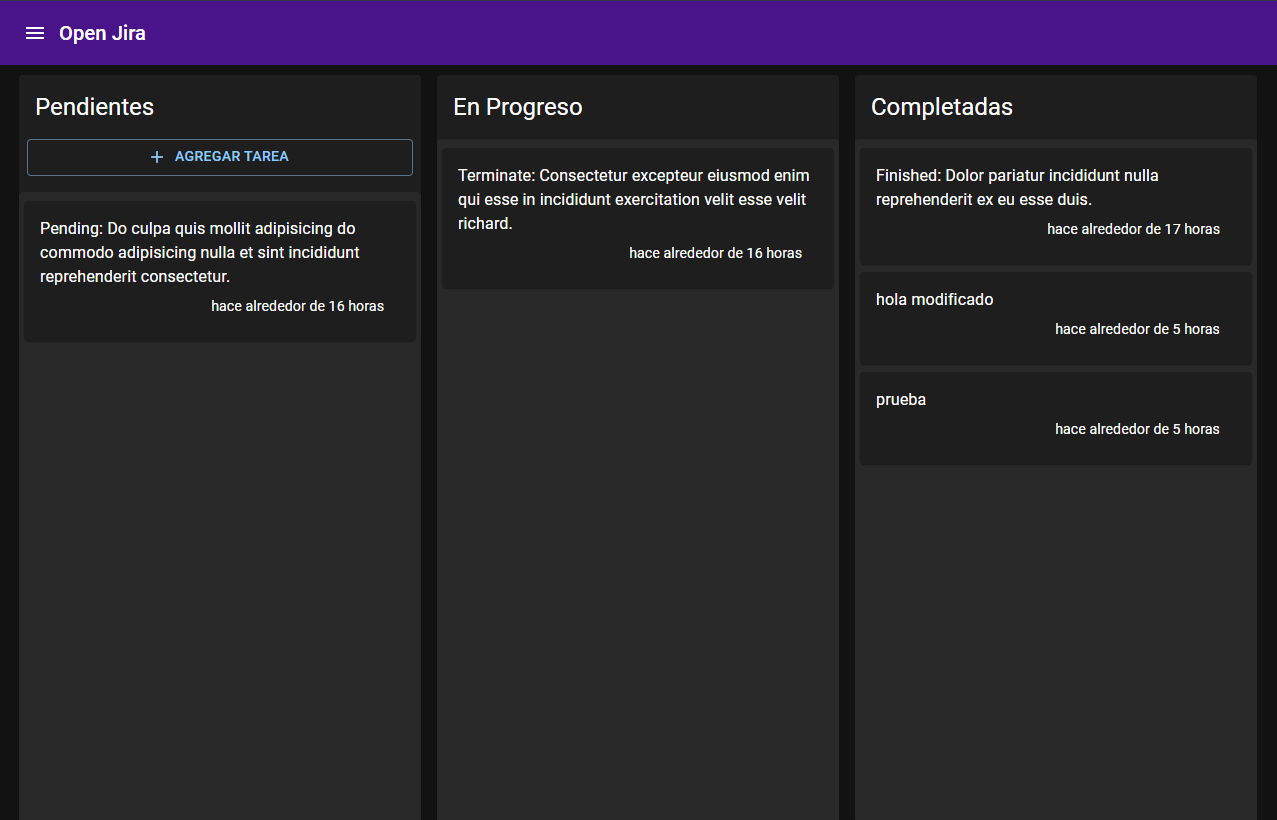 Open Jira
Pendientes
AGREGAR TAREA
Pending: Do culpa quis mollit adipisicing do
commodo adipisicing nulla et sint incididunt
reprehenderit consectetur.
hace alrededor de 16 horas
En Progreso
Terminate: Consectetur excepteur eiusmod enim
qui esse in incididunt exercitation velit esse velit
richard.
hace alrededor de 16 horas
Completadas
Finished: Dolor pariatur incididunt nulla
reprehenderit ex eu esse duis.
hace alrededor de 17 horas
hola modificado
hace alrededor de 5 horas
prueba
hace alrededor de 5 horas